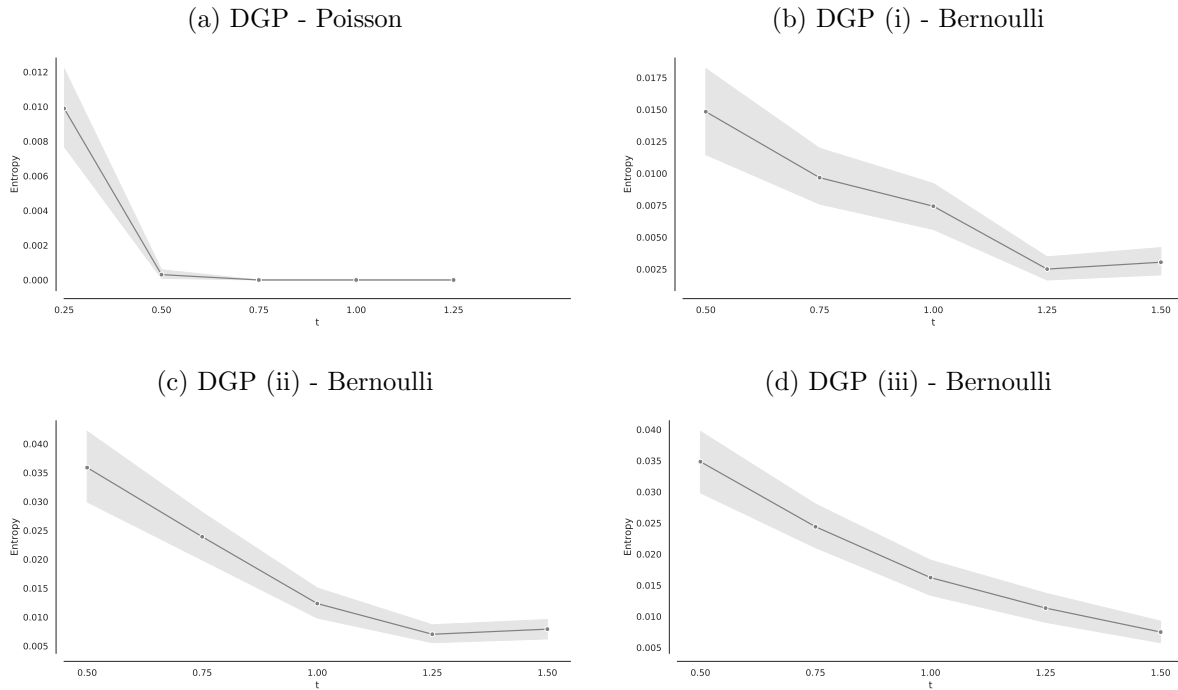 (a) DGP - Poisson
0.012
0.010
0.008
0.006
0.004
0.002
0.000
Entropy
0.25 0.50 0.75 1.00 1.25
t
(b) DGP (i) - Bernoulli
0.0175
0.0150
0.0125
0.0100
0.0075
0.0050
0.0025
Entropy
0.50 0.75 1.00 1.25 1.50
t
(c) DGP (ii) - Bernoulli
0.040
0.035
0.030
0.025
0.020
0.015
0.010
0.005
Entropy
0.50 0.75 1.00 1.25 1.50
t
(d) DGP (iii) - Bernoulli
0.040
0.035
0.030
0.025
0.020
0.015
0.010
0.005
Entropy
0.50 0.75 1.00 1.25 1.50
t